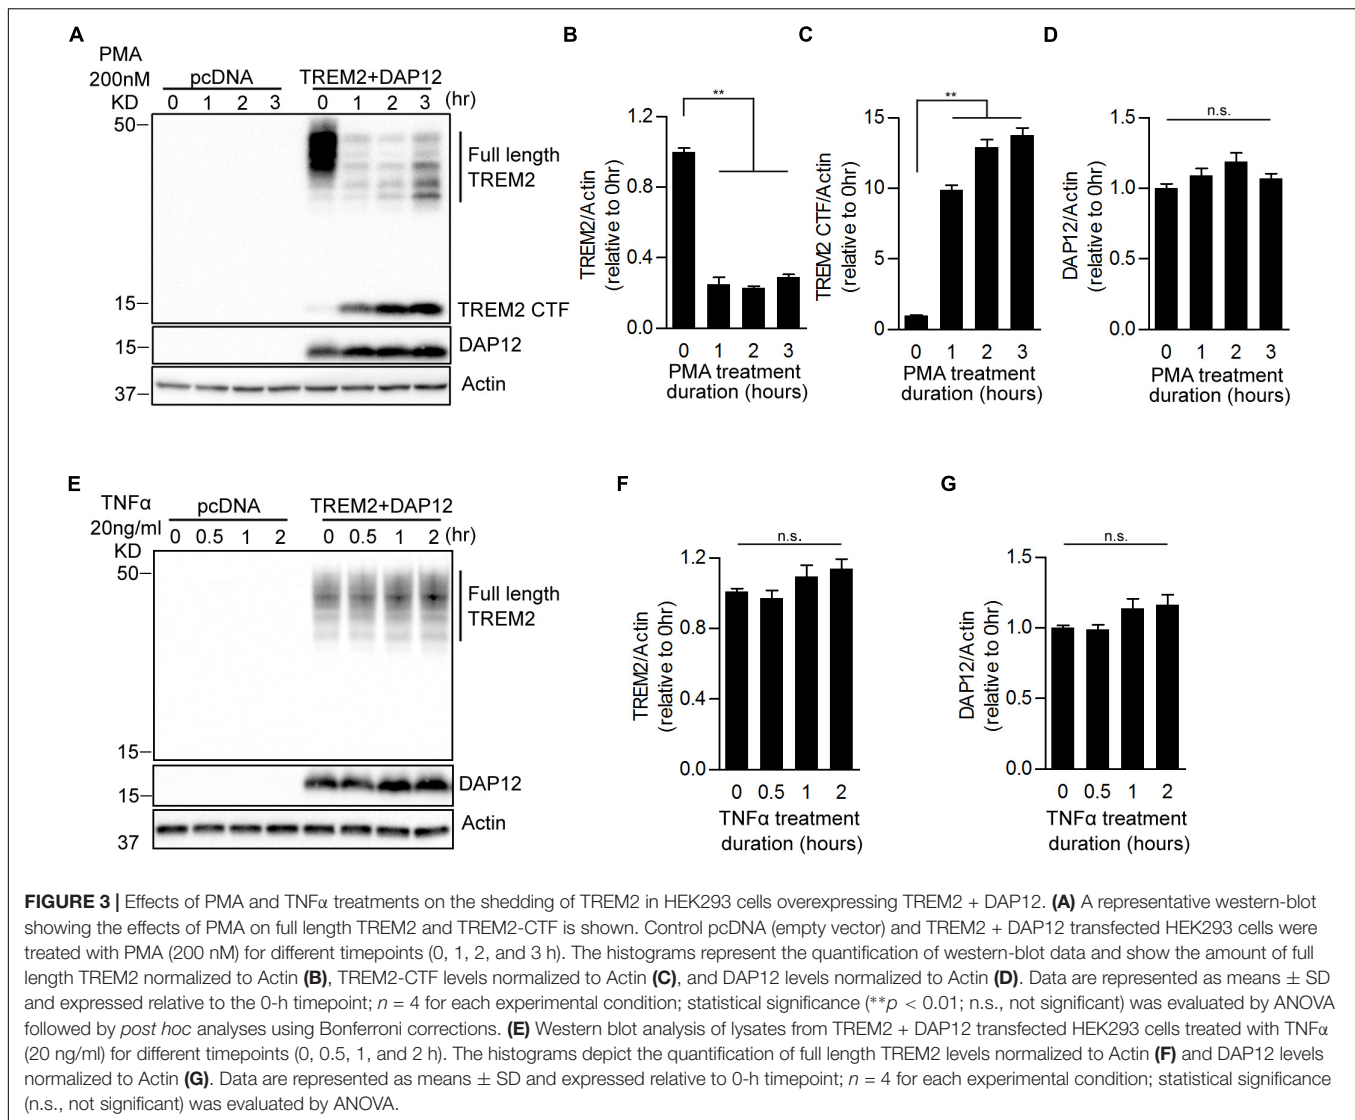 A
PMA
200nM
pcDNA
TREM2+DAP12
KD
0 1 2 3 0 1 2 3 (hr)
50
Full length
TREM2
15
TREM2 CTF
15
DAP12
37
Actin
B
**
TREM2/Actin
(relative to 0hr)
1.2
0.8
0.4
0.0
0 1 2 3
PMA treatment
duration (hours)
C
**
TREM2 CTF/Actin
(relative to 0hr)
15
10
5
0
0 1 2 3
PMA treatment
duration (hours)
D
n.s.
DAP12/Actin
(relative to 0hr)
1.5
1.0
0.5
0.0
0 1 2 3
PMA treatment
duration (hours)
E
TNFα
20ng/ml
pcDNA
TREM2+DAP12
KD
0 0.5 1 2 0 0.5 1 2 (hr)
50
Full length
TREM2
15
15
DAP12
37
Actin
F
n.s.
TREM2/Actin
(relative to 0hr)
1.2
0.8
0.4
0.0
0 0.5 1 2
TNFα treatment
duration (hours)
G
n.s.
DAP12/Actin
(relative to 0hr)
1.5
1.0
0.5
0.0
0 0.5 1 2
TNFα treatment
duration (hours)
FIGURE 3 | Effects of PMA and TNFα treatments on the shedding of TREM2 in HEK293 cells overexpressing TREM2 + DAP12. (A) A representative western-blot
showing the effects of PMA on full length TREM2 and TREM2-CTF is shown. Control pcDNA (empty vector) and TREM2 + DAP12 transfected HEK293 cells were
treated with PMA (200 nM) for different timepoints (0, 1, 2, and 3 h). The histograms represent the quantification of western-blot data and show the amount of full
length TREM2 normalized to Actin (B), TREM2-CTF levels normalized to Actin (C), and DAP12 levels normalized to Actin (D). Data are represented as means ± SD
and expressed relative to the 0-h timepoint; n = 4 for each experimental condition; statistical significance (**p < 0.01; n.s., not significant) was evaluated by ANOVA
followed by post hoc analyses using Bonferroni corrections. (E) Western blot analysis of lysates from TREM2 + DAP12 transfected HEK293 cells treated with TNFα
(20 ng/ml) for different timepoints (0, 0.5, 1, and 2 h). The histograms depict the quantification of full length TREM2 levels normalized to Actin (F) and DAP12 levels
normalized to Actin (G). Data are represented as means ± SD and expressed relative to 0-h timepoint; n = 4 for each experimental condition; statistical significance
(n.s., not significant) was evaluated by ANOVA.